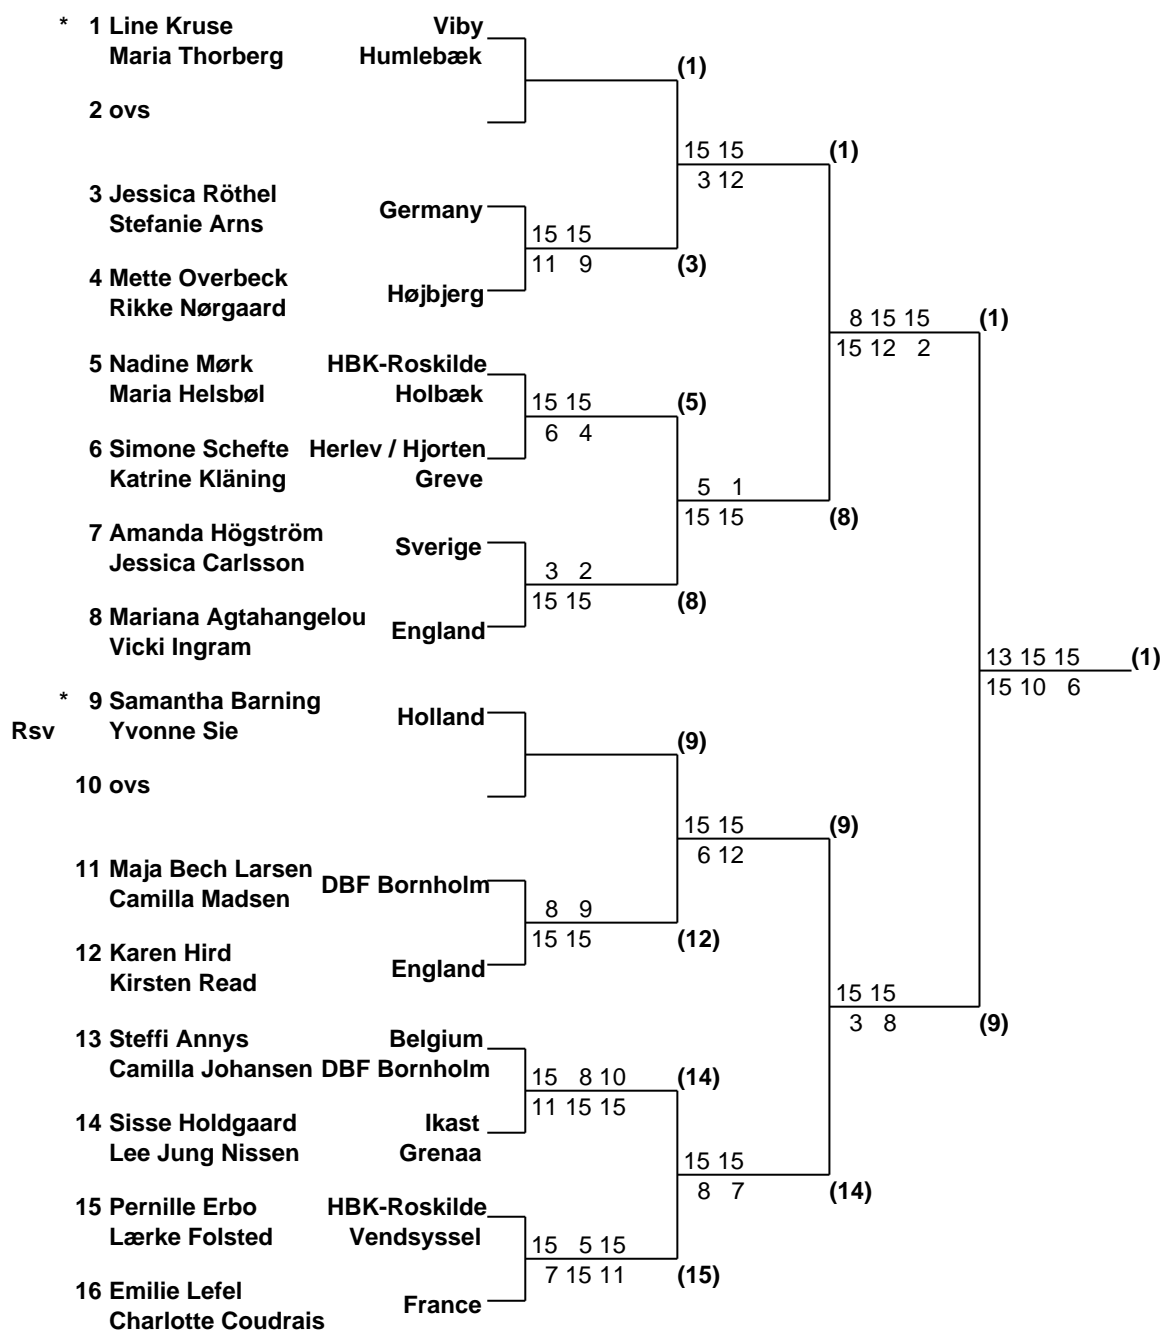 * 1 Line Kruse Viby
Maria Thorberg Humlebæk
(1)
2 ovs
15 15 (1)
3 12
3 Jessica Röthel Germany
Stefanie Arns
15 15
11 9 (3)
4 Mette Overbeck Højbjerg
Rikke Nørgaard
8 15 15 (1)
15 12 2
5 Nadine Mørk HBK-Roskilde
Maria Helsbøl Holbæk
15 15 (5)
6 4
6 Simone Schefte Herlev / Hjorten
Katrine Kläning Greve
5 1
15 15 (8)
7 Amanda Högström Sverige
Jessica Carlsson
3 2
15 15 (8)
8 Mariana Agtahangelou England
Vicki Ingram
13 15 15 (1)
15 10 6
* 9 Samantha Barning Holland
Rsv Yvonne Sie
(9)
10 ovs
15 15 (9)
6 12
11 Maja Bech Larsen DBF Bornholm
Camilla Madsen
8 9
15 15 (12)
12 Karen Hird England
Kirsten Read
15 15
3 8 (9)
13 Steffi Annys Belgium
Camilla Johansen DBF Bornholm
15 8 10 (14)
11 15 15
14 Sisse Holdgaard Ikast
Lee Jung Nissen Grenaa
15 15
8 7 (14)
15 Pernille Erbo HBK-Roskilde
Lærke Folsted Vendsyssel
15 5 15
7 15 11 (15)
16 Emilie Lefel France
Charlotte Coudrais